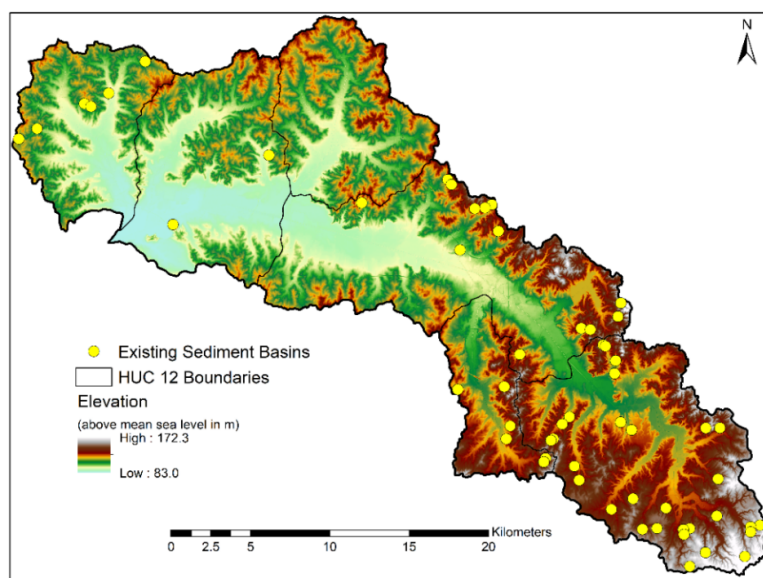 N
Existing Sediment Basins
HUC 12 Boundaries
Elevation
(above mean sea level in m)
High : 172.3
Low : 83.0
Kilometers
0 2.5 5 10 15 20